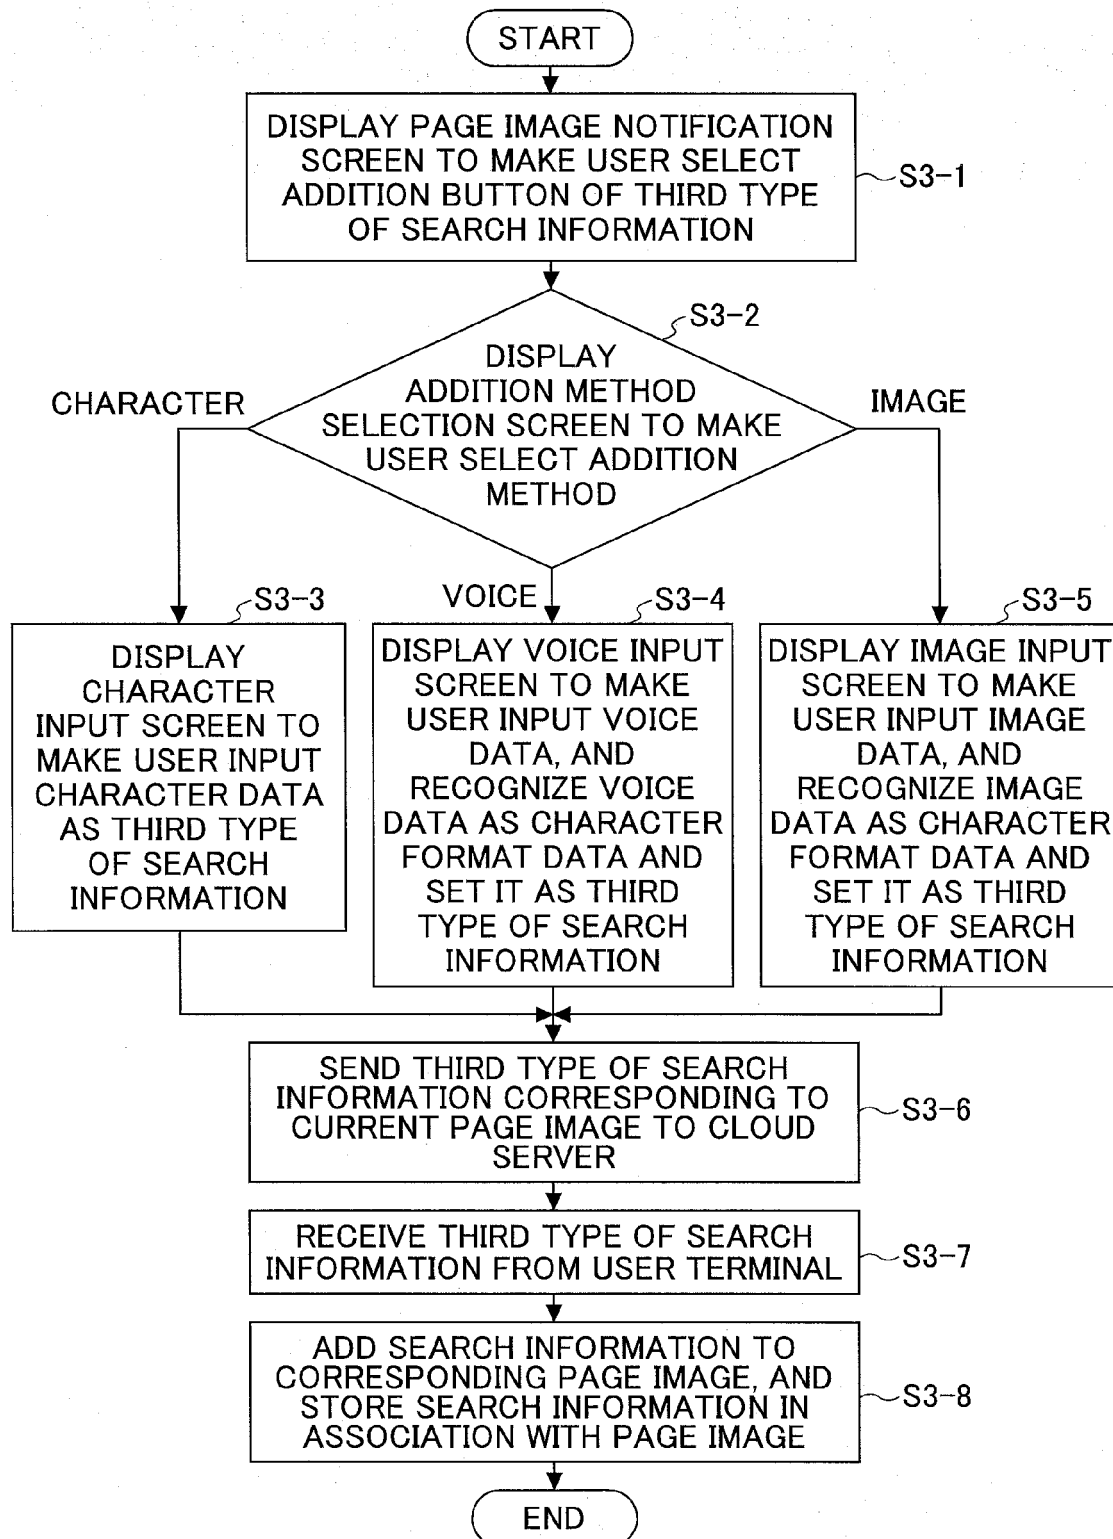 START
DISPLAY PAGE IMAGE NOTIFICATION
SCREEN TO MAKE USER SELECT
ADDITION BUTTON OF THIRD TYPE
OF SEARCH INFORMATION
S3-1
S3-2
DISPLAY
ADDITION METHOD
SELECTION SCREEN TO MAKE
USER SELECT ADDITION
METHOD
CHARACTER
IMAGE
VOICE
S3-3
DISPLAY
CHARACTER
INPUT SCREEN TO
MAKE USER INPUT
CHARACTER DATA
AS THIRD TYPE
OF SEARCH
INFORMATION
S3-4
DISPLAY VOICE INPUT
SCREEN TO MAKE
USER INPUT VOICE
DATA, AND
RECOGNIZE VOICE
DATA AS CHARACTER
FORMAT DATA AND
SET IT AS THIRD
TYPE OF SEARCH
INFORMATION
S3-5
DISPLAY IMAGE INPUT
SCREEN TO MAKE
USER INPUT IMAGE
DATA, AND
RECOGNIZE IMAGE
DATA AS CHARACTER
FORMAT DATA AND
SET IT AS THIRD
TYPE OF SEARCH
INFORMATION
SEND THIRD TYPE OF SEARCH
INFORMATION CORRESPONDING TO
CURRENT PAGE IMAGE TO CLOUD
SERVER
S3-6
RECEIVE THIRD TYPE OF SEARCH
INFORMATION FROM USER TERMINAL
S3-7
ADD SEARCH INFORMATION TO
CORRESPONDING PAGE IMAGE, AND
STORE SEARCH INFORMATION IN
ASSOCIATION WITH PAGE IMAGE
S3-8
END